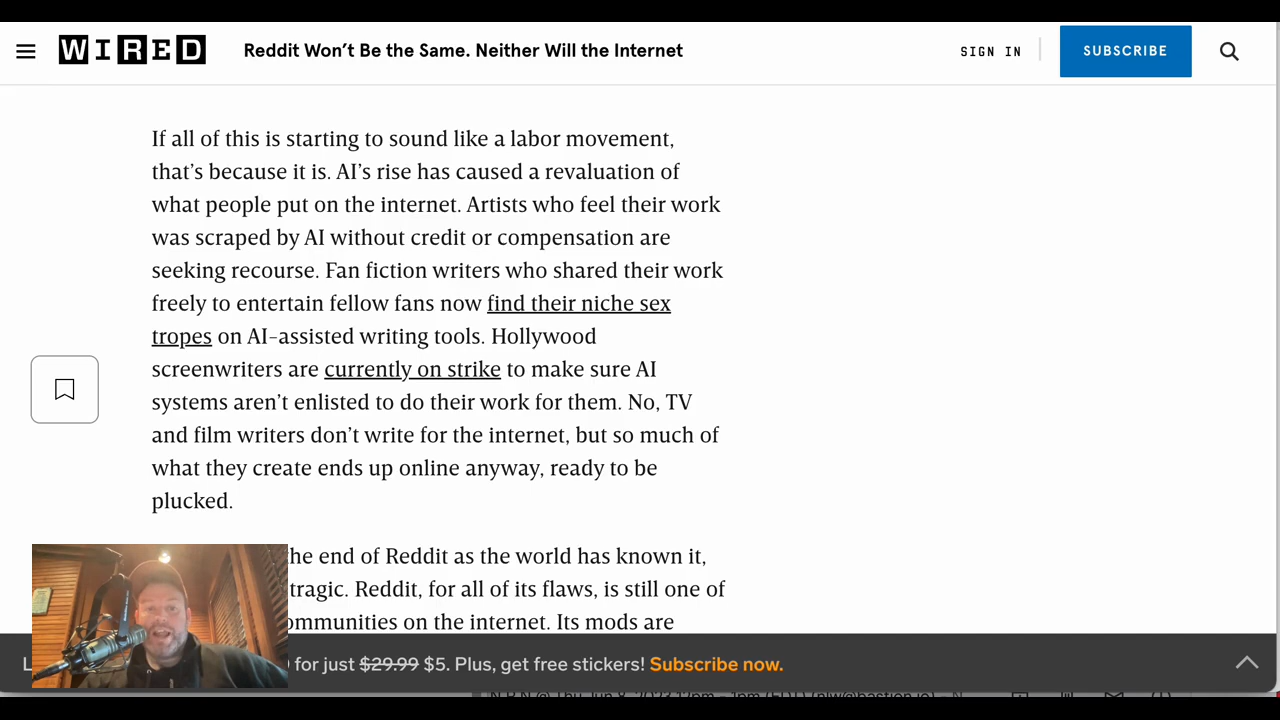 WIRED
Reddit Won't Be the Same. Neither Will the Internet
SIGN IN
SUBSCRIBE
If all of this is starting to sound like a labor movement,
that's because it is. AI's rise has caused a revaluation of
what people put on the internet. Artists who feel their work
was scraped by AI without credit or compensation are
seeking recourse. Fan fiction writers who shared their work
freely to entertain fellow fans now find their niche sex
tropes on AI-assisted writing tools. Hollywood
screenwriters are currently on strike to make sure AI
systems aren't enlisted to do their work for them. No, TV
and film writers don't write for the internet, but so much of
what they create ends up online anyway, ready to be
plucked.
the end of Reddit as the world has known it,
tragic. Reddit, for all of its flaws, is still one of
communities on the internet. Its mods are
for just $29.99 $5. Plus, get free stickers! Subscribe now.